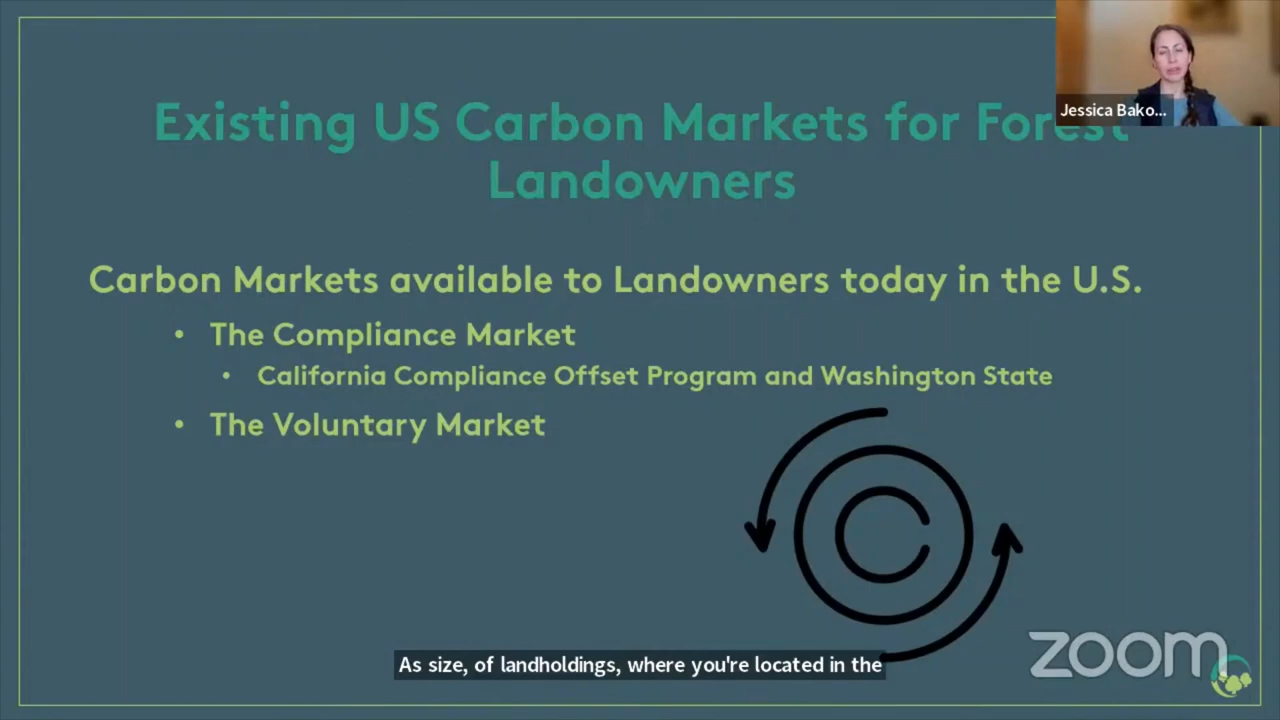 Existing US Carbon Markets for Forest
Landowners
Jessica Bako...
Carbon Markets available to Landowners today in the U.S.
• The Compliance Market
• California Compliance Offset Program and Washington State
• The Voluntary Market
As size, of landholdings, where you're located in the
zoom